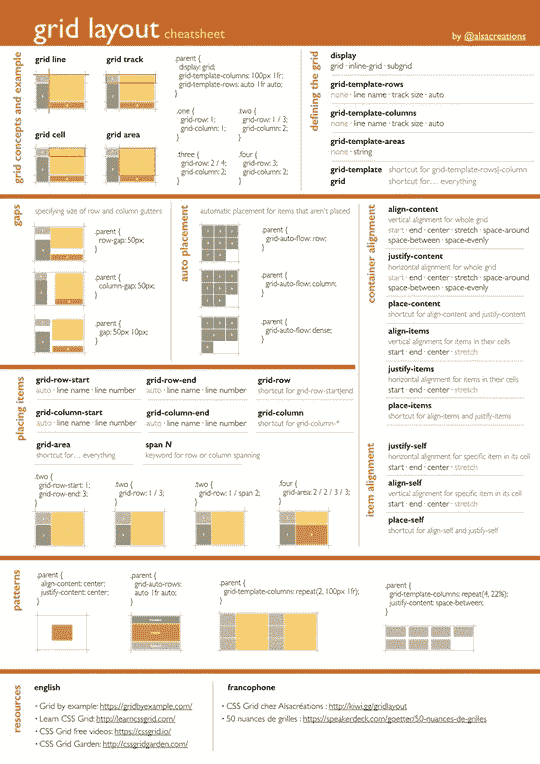 grid layout cheatsheet
by @alsacreations
grid concepts and example
grid line
grid track
grid cell
grid area
.parent {
display: grid;
grid-template-columns: 100px 1fr;
grid-template-rows: auto 1fr auto;
}
.one {
grid-row: 1;
grid-column: 1;
}
.two {
grid-row: 1 / 3;
grid-column: 2;
}
.three {
grid-row: 2 / 4;
grid-column: 2;
}
.four {
grid-row: 3;
grid-column: 2;
}
defining the grid
display
grid · inline-grid · subgrid
grid-template-rows
none · line name · track size · auto
grid-template-columns
none · line name · track size · auto
grid-template-areas
none · string
grid-template shortcut for grid-template-rows|-column
grid shortcut for... everything
gaps
specifying size of row and column gutters
.parent {
row-gap: 50px;
}
.parent {
column-gap: 50px;
}
.parent {
gap: 50px 10px;
}
auto placement
automatic placement for items that aren't placed
.parent {
grid-auto-flow: row;
}
.parent {
grid-auto-flow: column;
}
.parent {
grid-auto-flow: dense;
}
container alignment
align-content
vertical alignment for whole grid
start · end · center · stretch · space-around
space-between · space-evenly
justify-content
horizontal alignment for whole grid
start · end · center · stretch · space-around
space-between · space-evenly
place-content
shortcut for align-content and justify-content
align-items
vertical alignment for items in their cells
start · end · center · stretch
justify-items
horizontal alignment for items in their cells
start · end · center · stretch
place-items
shortcut for align-items and justify-items
placing items
grid-row-start
auto · line name · line number
grid-row-end
auto · line name · line number
grid-row
shortcut for grid-row-start|end
grid-column-start
auto · line name · line number
grid-column-end
auto · line name · line number
grid-column
shortcut for grid-column-*
grid-area
shortcut for... everything
span N
keyword for row or column spanning
.two {
grid-row-start: 1;
grid-row-end: 3;
}
.two {
grid-row: 1 / 3;
}
.two {
grid-row: 1 / span 2;
}
.four {
grid-area: 2 / 2 / 3 / 3;
}
item alignment
justify-self
horizontal alignment for specific item in its cell
start · end · center · stretch
align-self
vertical alignment for specific item in its cell
start · end · center · stretch
place-self
shortcut for align-self and justify-self
patterns
.parent {
align-content: center;
justify-content: center;
}
.parent {
grid-auto-rows:
auto 1fr auto;
}
.parent {
grid-template-columns: repeat(2, 100px 1fr);
}
.parent {
grid-template-columns: repeat(4, 22%);
justify-content: space-between;
}
resources
english
• Grid by example: https://gridbyexample.com/
• Learn CSS Grid: http://learncssgrid.com/
• CSS Grid free videos: https://cssgrid.io/
• CSS Grid Garden: http://cssgridgarden.com/
francophone
• CSS Grid chez Alsacréations : http://kiwi.gg/gridlayout
• 50 nuances de grilles : https://speakerdeck.com/goetter/50-nuances-de-grilles